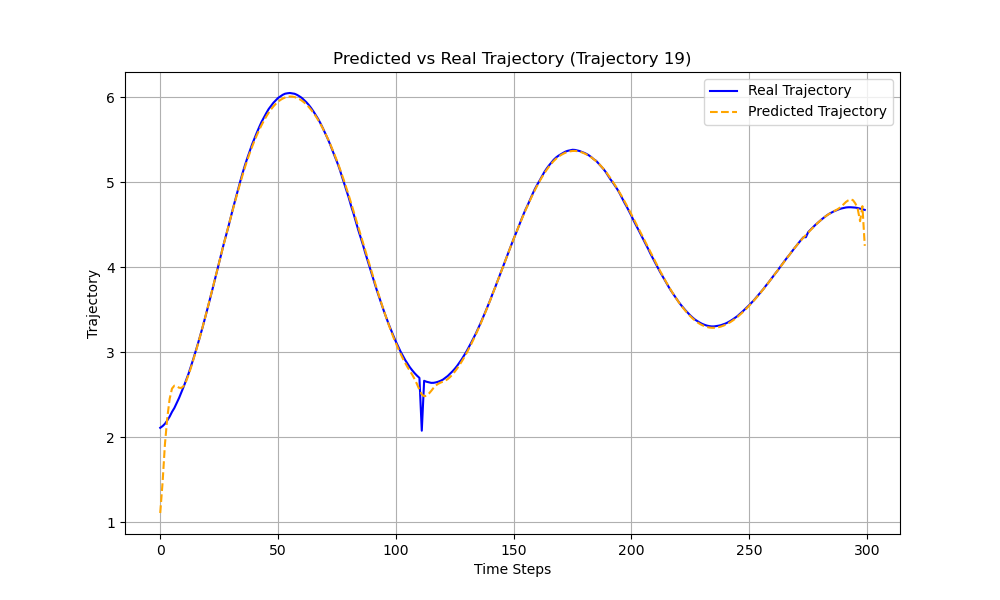 Predicted vs Real Trajectory (Trajectory 19)
Real Trajectory
Predicted Trajectory
6
5
4
3
2
1
Trajectory
0 50 100 150 200 250 300
Time Steps